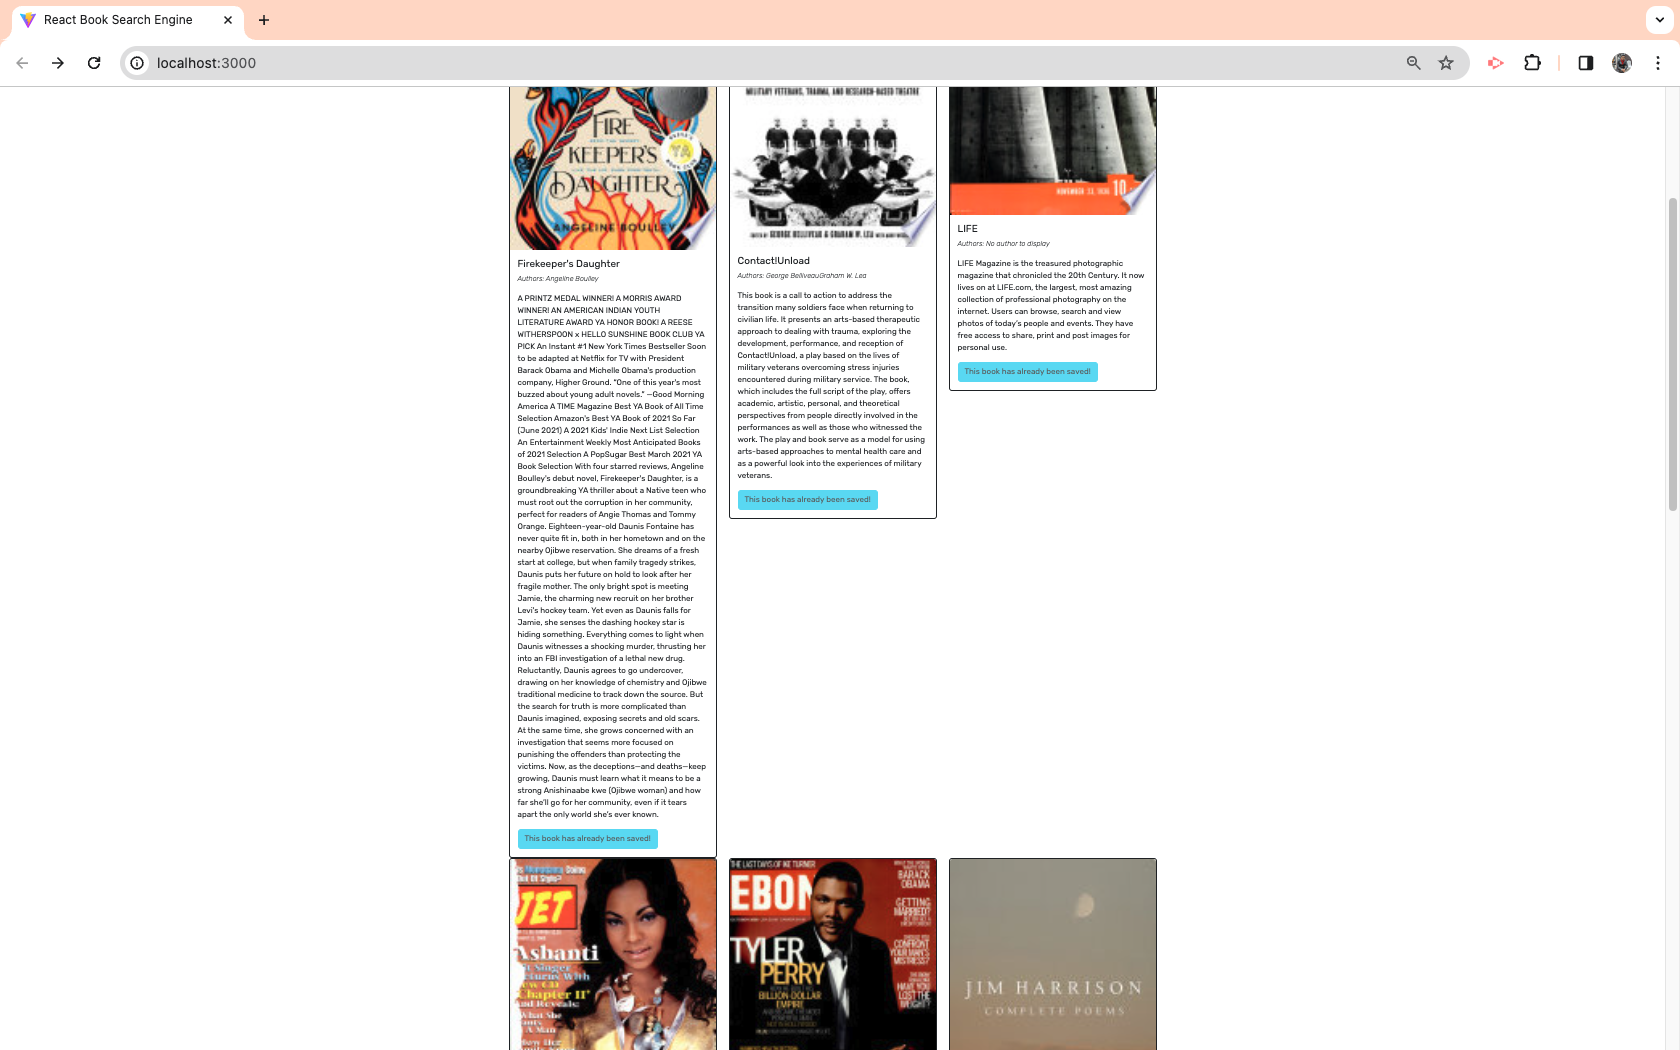 React Book Search Engine
localhost:3000
FIRE
KEEPER'S
DAUGHTER
YA
ANGELINE BOULLEY
Firekeeper's Daughter
Authors: Angeline Boulley
A PRINTZ MEDAL WINNER! A MORRIS AWARD
WINNER! AN AMERICAN INDIAN YOUTH
LITERATURE AWARD YA HONOR BOOK! A REESE
WITHERSPOON x HELLO SUNSHINE BOOK CLUB YA
PICK An Instant #1 New York Times Bestseller Soon
to be adapted at Netflix for TV with President
Barack Obama and Michelle Obama's production
company, Higher Ground. “One of this year's most
buzzed about young adult novels.” —Good Morning
America A TIME Magazine Best YA Book of All Time
Selection Amazon's Best YA Book of 2021 So Far
(June 2021) A 2021 Kids' Indie Next List Selection
An Entertainment Weekly Most Anticipated Books
of 2021 Selection A PopSugar Best March 2021 YA
Book Selection With four starred reviews, Angeline
Boulley's debut novel, Firekeeper's Daughter, is a
groundbreaking YA thriller about a Native teen who
must root out the corruption in her community,
perfect for readers of Angie Thomas and Tommy
Orange. Eighteen-year-old Daunis Fontaine has
never quite fit in, both in her hometown and on the
nearby Ojibwe reservation. She dreams of a fresh
start at college, but when family tragedy strikes,
Daunis puts her future on hold to look after her
fragile mother. The only bright spot is meeting
Jamie, the charming new recruit on her brother
Levi's hockey team. Yet even as Daunis falls for
Jamie, she senses the dashing hockey star is
hiding something. Everything comes to light when
Daunis witnesses a shocking murder, thrusting her
into an FBI investigation of a lethal new drug.
Reluctantly, Daunis agrees to go undercover,
drawing on her knowledge of chemistry and Ojibwe
traditional medicine to track down the source. But
the search for truth is more complicated than
Daunis imagined, exposing secrets and old scars.
At the same time, she grows concerned with an
investigation that seems more focused on
punishing the offenders than protecting the
victims. Now, as the deceptions—and deaths—keep
growing, Daunis must learn what it means to be a
strong Anishinaabe kwe (Ojibwe woman) and how
far she'll go for her community, even if it tears
apart the only world she's ever known.
This book has already been saved!
MILITARY VETERANS, TRAUMA, AND RESEARCH-BASED THEATRE
EDITED BY GEORGE BELLIVEAU & GRAHAM W. LEA
Contact!Unload
Authors: George BelliveauGraham W. Lea
This book is a call to action to address the
transition many soldiers face when returning to
civilian life. It presents an arts-based therapeutic
approach to dealing with trauma, exploring the
development, performance, and reception of
Contact!Unload, a play based on the lives of
military veterans overcoming stress injuries
encountered during military service. The book,
which includes the full script of the play, offers
academic, artistic, personal, and theoretical
perspectives from people directly involved in the
performances as well as those who witnessed the
work. The play and book serve as a model for using
arts-based approaches to mental health care and
as a powerful look into the experiences of military
veterans.
This book has already been saved!
NOVEMBER 23, 1936 10
LIFE
Authors: No author to display
LIFE Magazine is the treasured photographic
magazine that chronicled the 20th Century. It now
lives on at LIFE.com, the largest, most amazing
collection of professional photography on the
internet. Users can browse, search and view
photos of today's people and events. They have
free access to share, print and post images for
personal use.
This book has already been saved!
JET
Ashanti
Chapter II"
What She
A Man
THE LAST DAYS OF IKE TURNER
EBON
BARACK
OBAMA
GETTING
MARRIED?
CONFRONT
YOUR MAN'S
MISTRESS?
HAVE YOU
LOST THE
WEIGHT?
TYLER
PERRY
BILLION-DOLLAR
EMPIRE
JIM HARRISON
COMPLETE POEMS